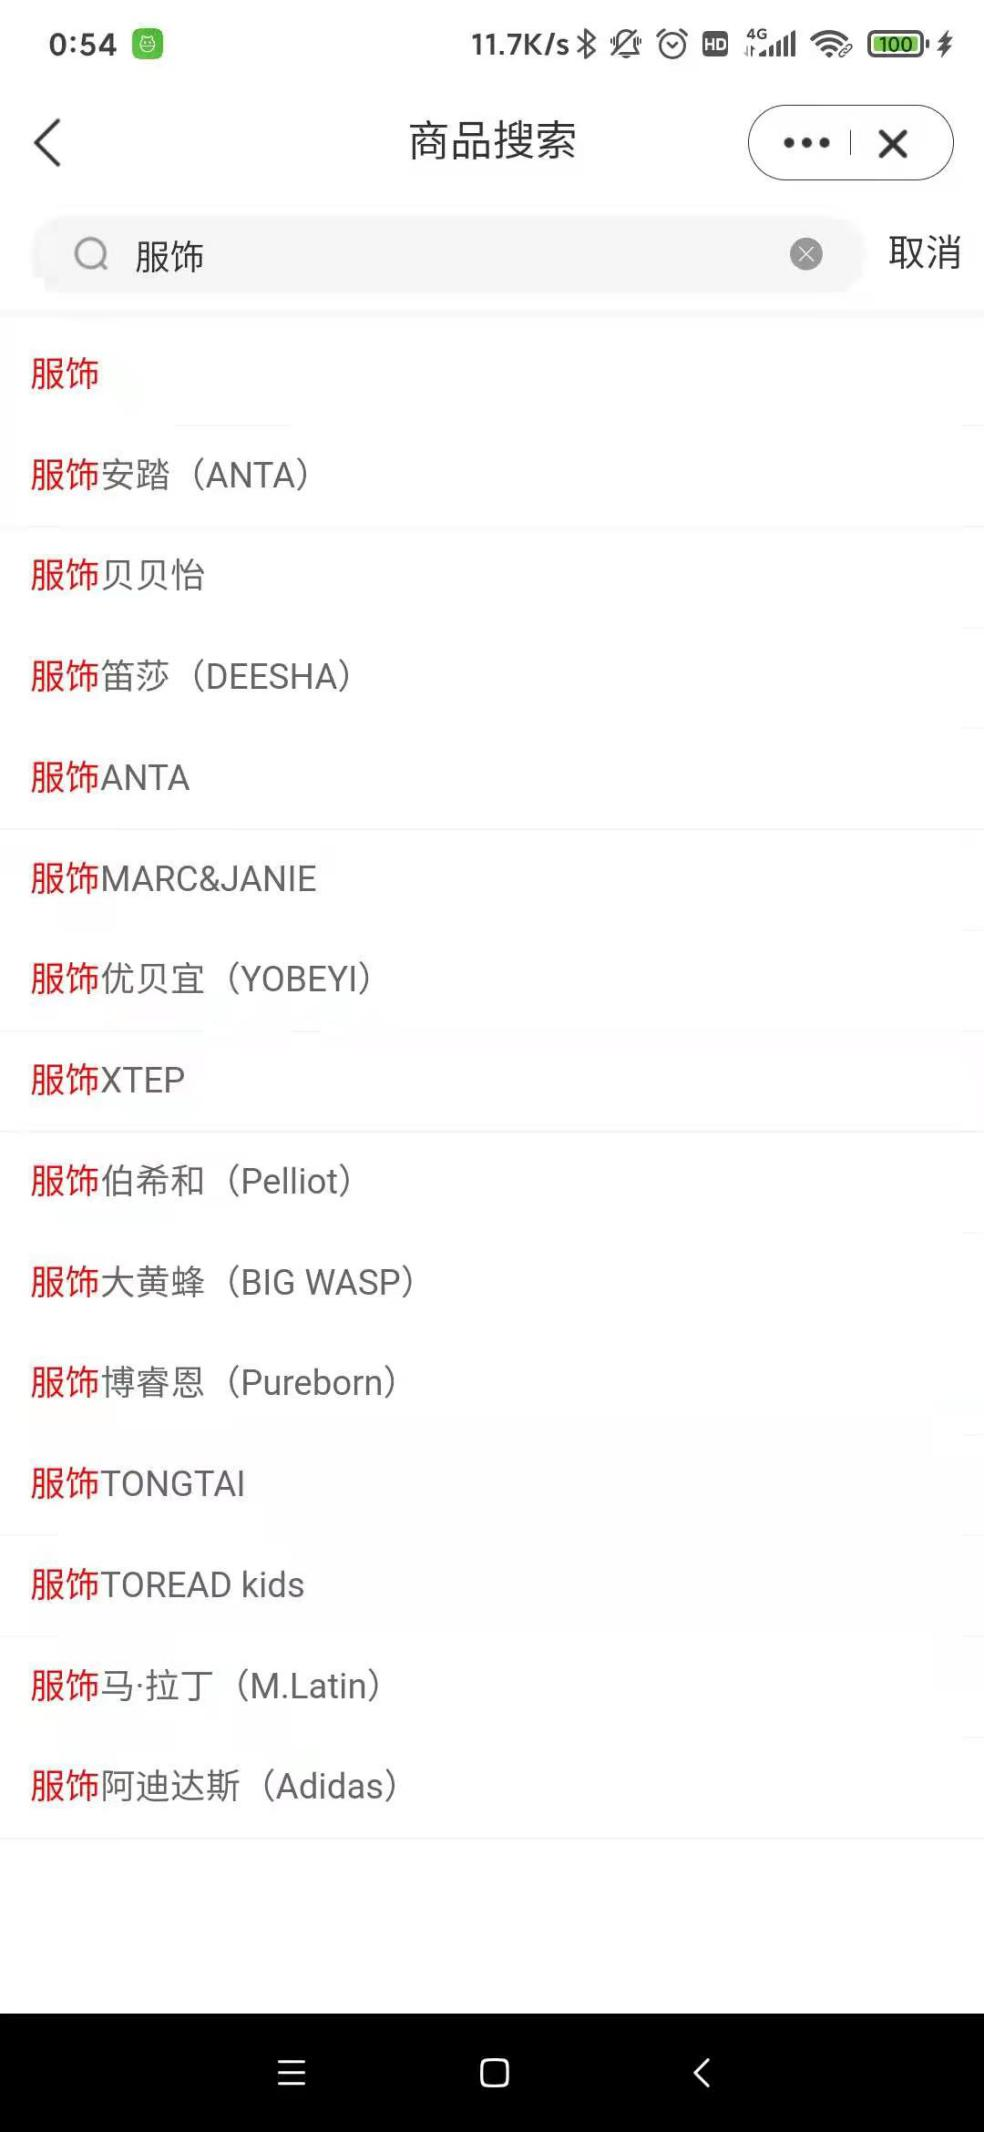 0:54
11.7K/s
HD
4G
100
商品搜索
服饰
取消
服饰
服饰安踏（ANTA）
服饰贝贝怡
服饰笛莎（DEESHA）
服饰ANTA
服饰MARC&JANIE
服饰优贝宜（YOBEYI）
服饰XTEP
服饰伯希和（Pelliot）
服饰大黄蜂（BIG WASP）
服饰博睿恩（Pureborn）
服饰TONGTAI
服饰TOREAD kids
服饰马·拉丁（M.Latin）
服饰阿迪达斯（Adidas）